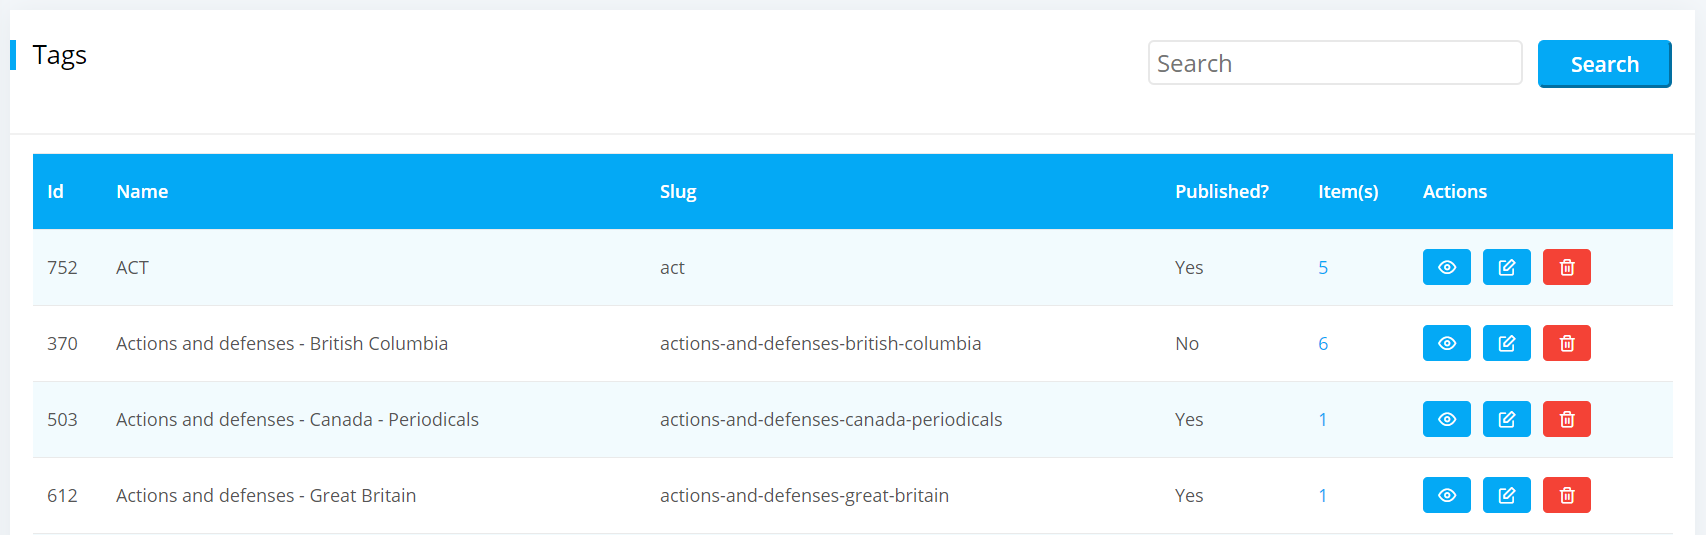 Tags
Search Search
Id Name Slug Published? Item(s) Actions
752 ACT act Yes 5
370 Actions and defenses - British Columbia actions-and-defenses-british-columbia No 6
503 Actions and defenses - Canada - Periodicals actions-and-defenses-canada-periodicals Yes 1
612 Actions and defenses - Great Britain actions-and-defenses-great-britain Yes 1